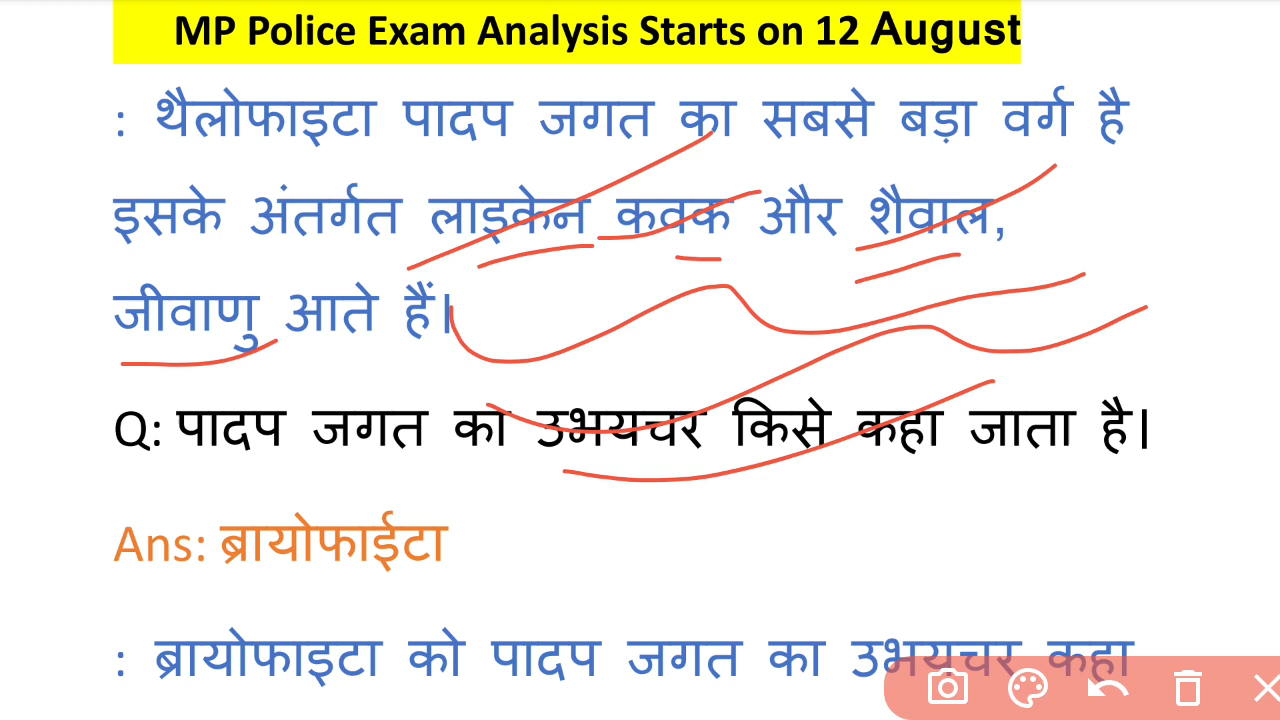 MP Police Exam Analysis Starts on 12 August
: थैलोफाइटा पादप जगत का सबसे बड़ा वर्ग है
इसके अंतर्गत लाइकेन कवक और शैवाल,
जीवाणु आते हैं।
Q: पादप जगत का उभयचर किसे कहा जाता है।
Ans: ब्रायोफाईटा
: ब्रायोफाइटा को पादप जगत का उभयचर कहा